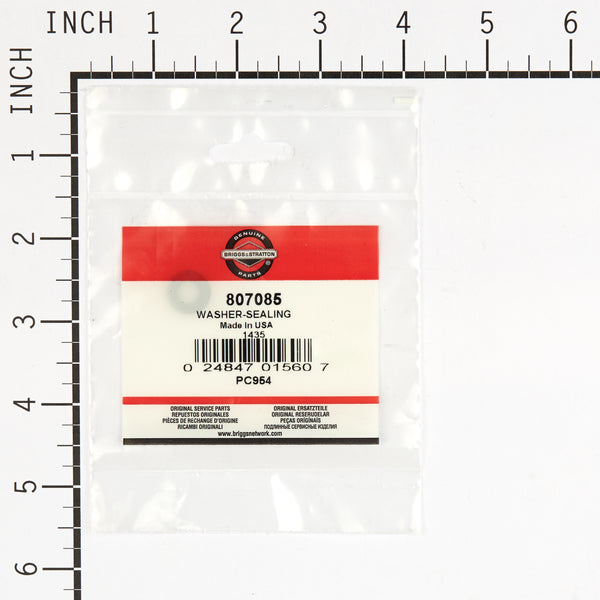 INCH 1 2 3 4 5 6
INCH
1
2
3
4
5
6
GENUINE
BRIGGS&STRATTON
®
PARTS
807085
WASHER-SEALING
Made In USA
1435
0 24847 01560 7
PC954
ORIGINAL SERVICE PARTS
REPUESTOS ORIGINALES
PIÈCES DE RECHANGE D'ORIGINE
RICAMBI ORIGINALI
ORIGINAL ERSATZTEILE
ORIGINAL RESERUDELAR
PEÇAS ORIGINAIS
ПОДЛИННЫЕ СЕРВИСНЫЕ ИЗДЕЛИЯ
www.briggsnetwork.com